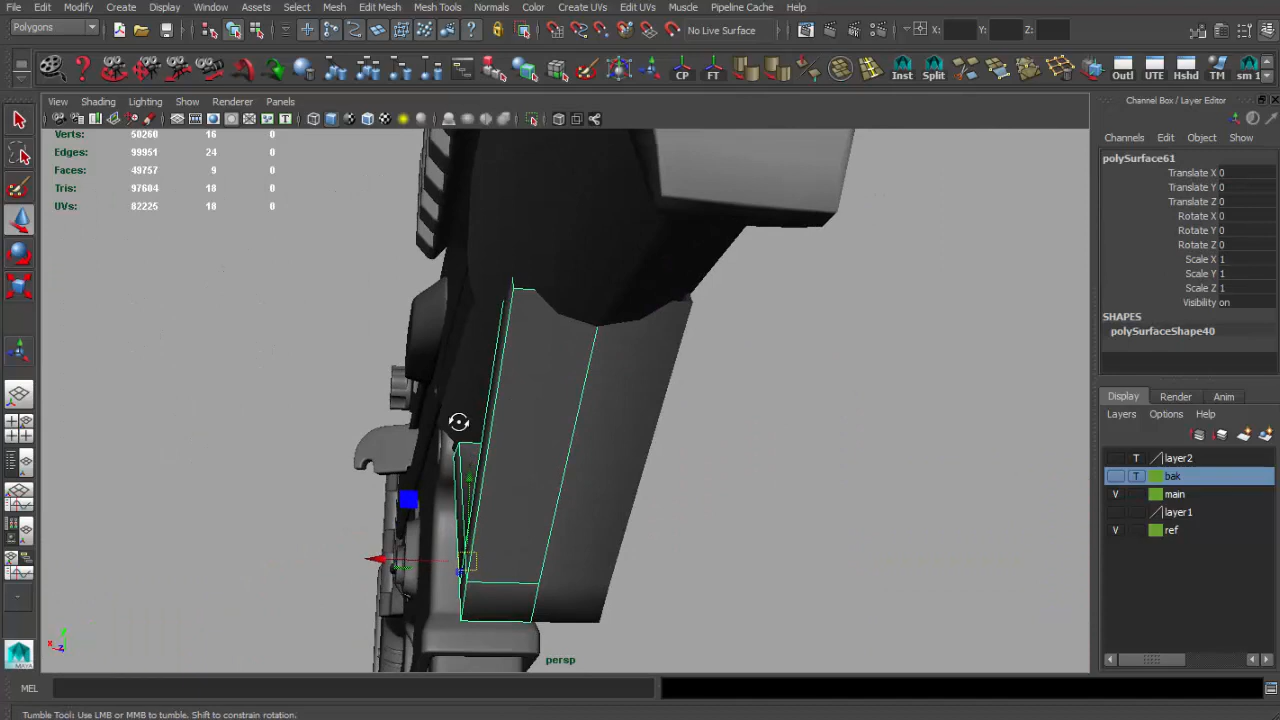 File Edit Modify Create Display Window Assets Select Mesh Edit Mesh Mesh Tools Normals Color Create UVs Edit UVs Muscle Pipeline Cache Help
Polygons No Live Surface X: Y: Z:
CP FT Inst Split Outl UTE Hshd TM sm 1
Channel Box / Layer Editor
View Shading Lighting Show Renderer Panels
Channels Edit Object Show
Verts: 50260 16 0
Edges: 99951 24 0
Faces: 49757 9 0
Tris: 97604 18 0
UVs: 82225 18 0
polySurface61
Translate X 0
Translate Y 0
Translate Z 0
Rotate X 0
Rotate Y 0
Rotate Z 0
Scale X 1
Scale Y 1
Scale Z 1
Visibility on
SHAPES
polySurfaceShape40
Display Render Anim
Layers Options Help
T layer2
T bak
V main
layer1
V ref
persp
MAYA
MEL
Tumble Tool: Use LMB or MMB to tumble. Shift to constrain rotation.